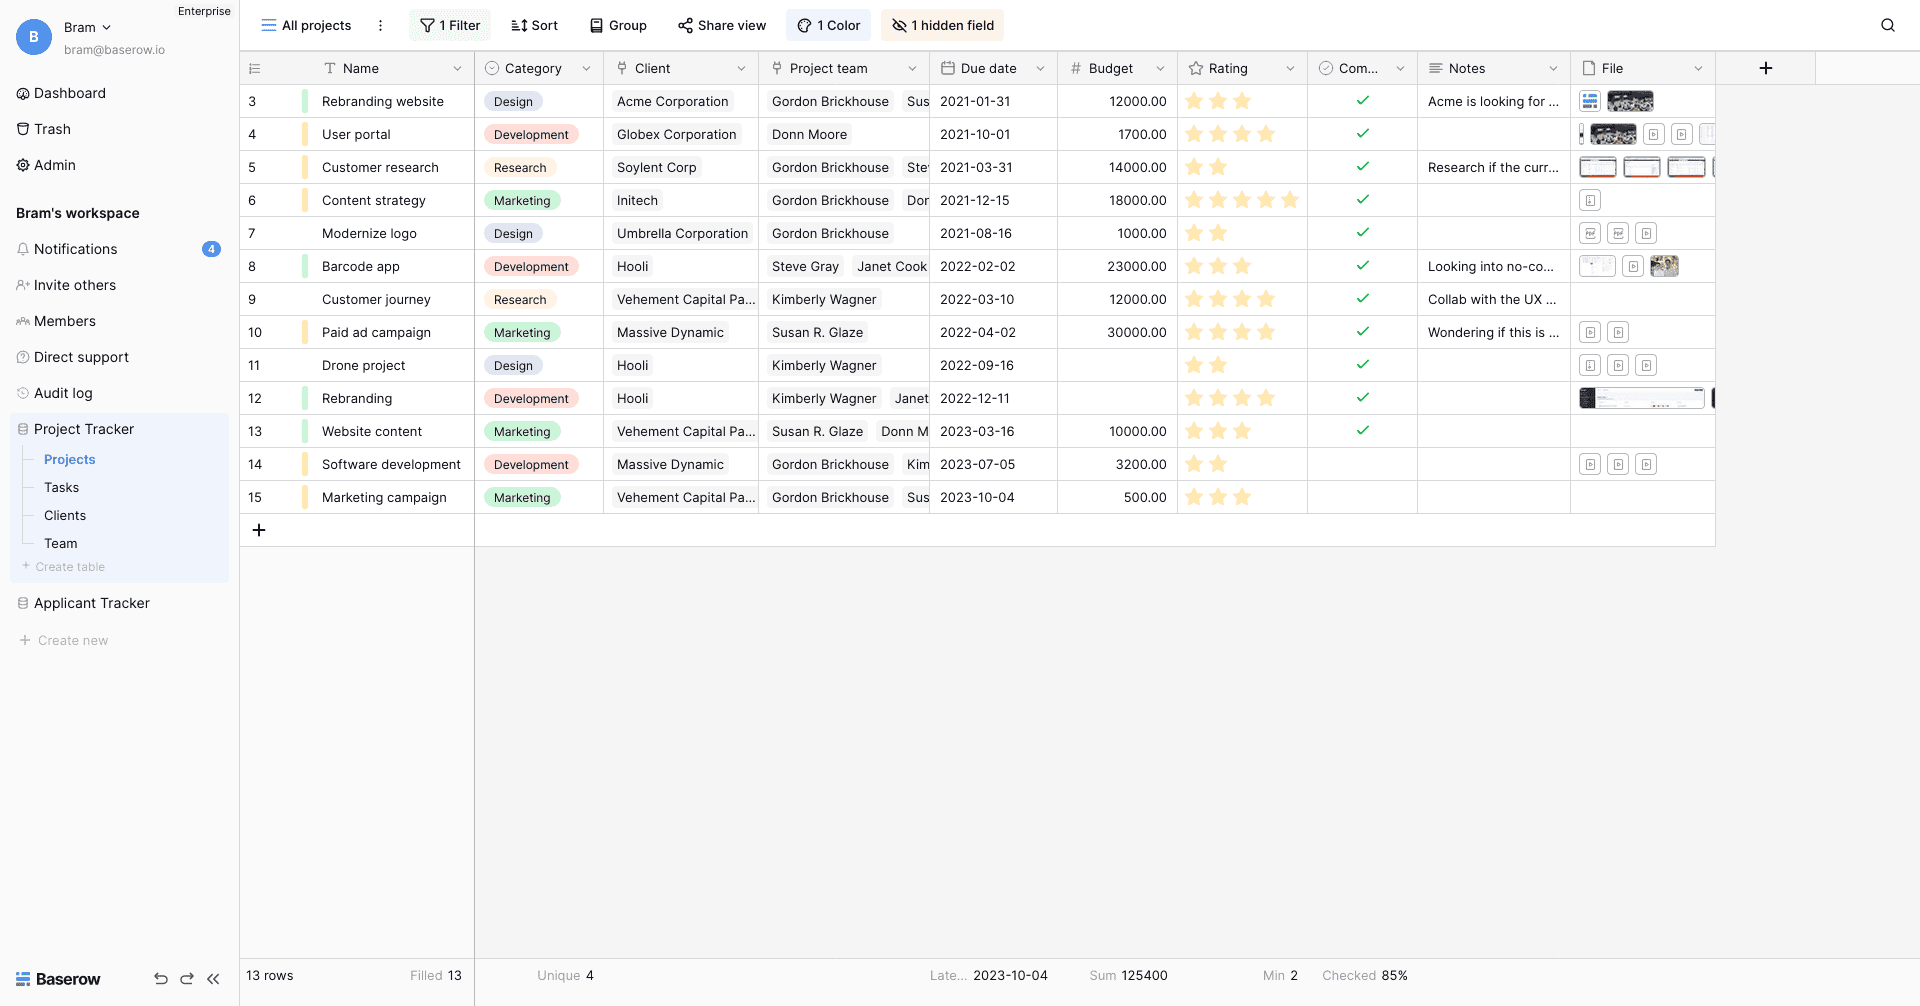 Enterprise
B
Bram
bram@baserow.io
Dashboard
Trash
Admin
Bram's workspace
Notifications 4
Invite others
Members
Direct support
Audit log
Project Tracker
Projects
Tasks
Clients
Team
+ Create table
Applicant Tracker
+ Create new
Baserow
All projects 1 Filter Sort Group Share view 1 Color 1 hidden field
Name Category Client Project team Due date # Budget Rating Com... Notes File +
3 Rebranding website Design Acme Corporation Gordon Brickhouse Sus 2021-01-31 12000.00 Acme is looking for ...
4 User portal Development Globex Corporation Donn Moore 2021-10-01 1700.00
5 Customer research Research Soylent Corp Gordon Brickhouse Ste 2021-03-31 14000.00 Research if the curr...
6 Content strategy Marketing Initech Gordon Brickhouse Don 2021-12-15 18000.00
7 Modernize logo Design Umbrella Corporation Gordon Brickhouse 2021-08-16 1000.00
8 Barcode app Development Hooli Steve Gray Janet Cook 2022-02-02 23000.00 Looking into no-co...
9 Customer journey Research Vehement Capital Pa... Kimberly Wagner 2022-03-10 12000.00 Collab with the UX ...
10 Paid ad campaign Marketing Massive Dynamic Susan R. Glaze 2022-04-02 30000.00 Wondering if this is ...
11 Drone project Design Hooli Kimberly Wagner 2022-09-16
12 Rebranding Development Hooli Kimberly Wagner Janet 2022-12-11
13 Website content Marketing Vehement Capital Pa... Susan R. Glaze Donn M 2023-03-16 10000.00
14 Software development Development Massive Dynamic Gordon Brickhouse Kim 2023-07-05 3200.00
15 Marketing campaign Marketing Vehement Capital Pa... Gordon Brickhouse Sus 2023-10-04 500.00
+
13 rows Filled 13 Unique 4 Late... 2023-10-04 Sum 125400 Min 2 Checked 85%